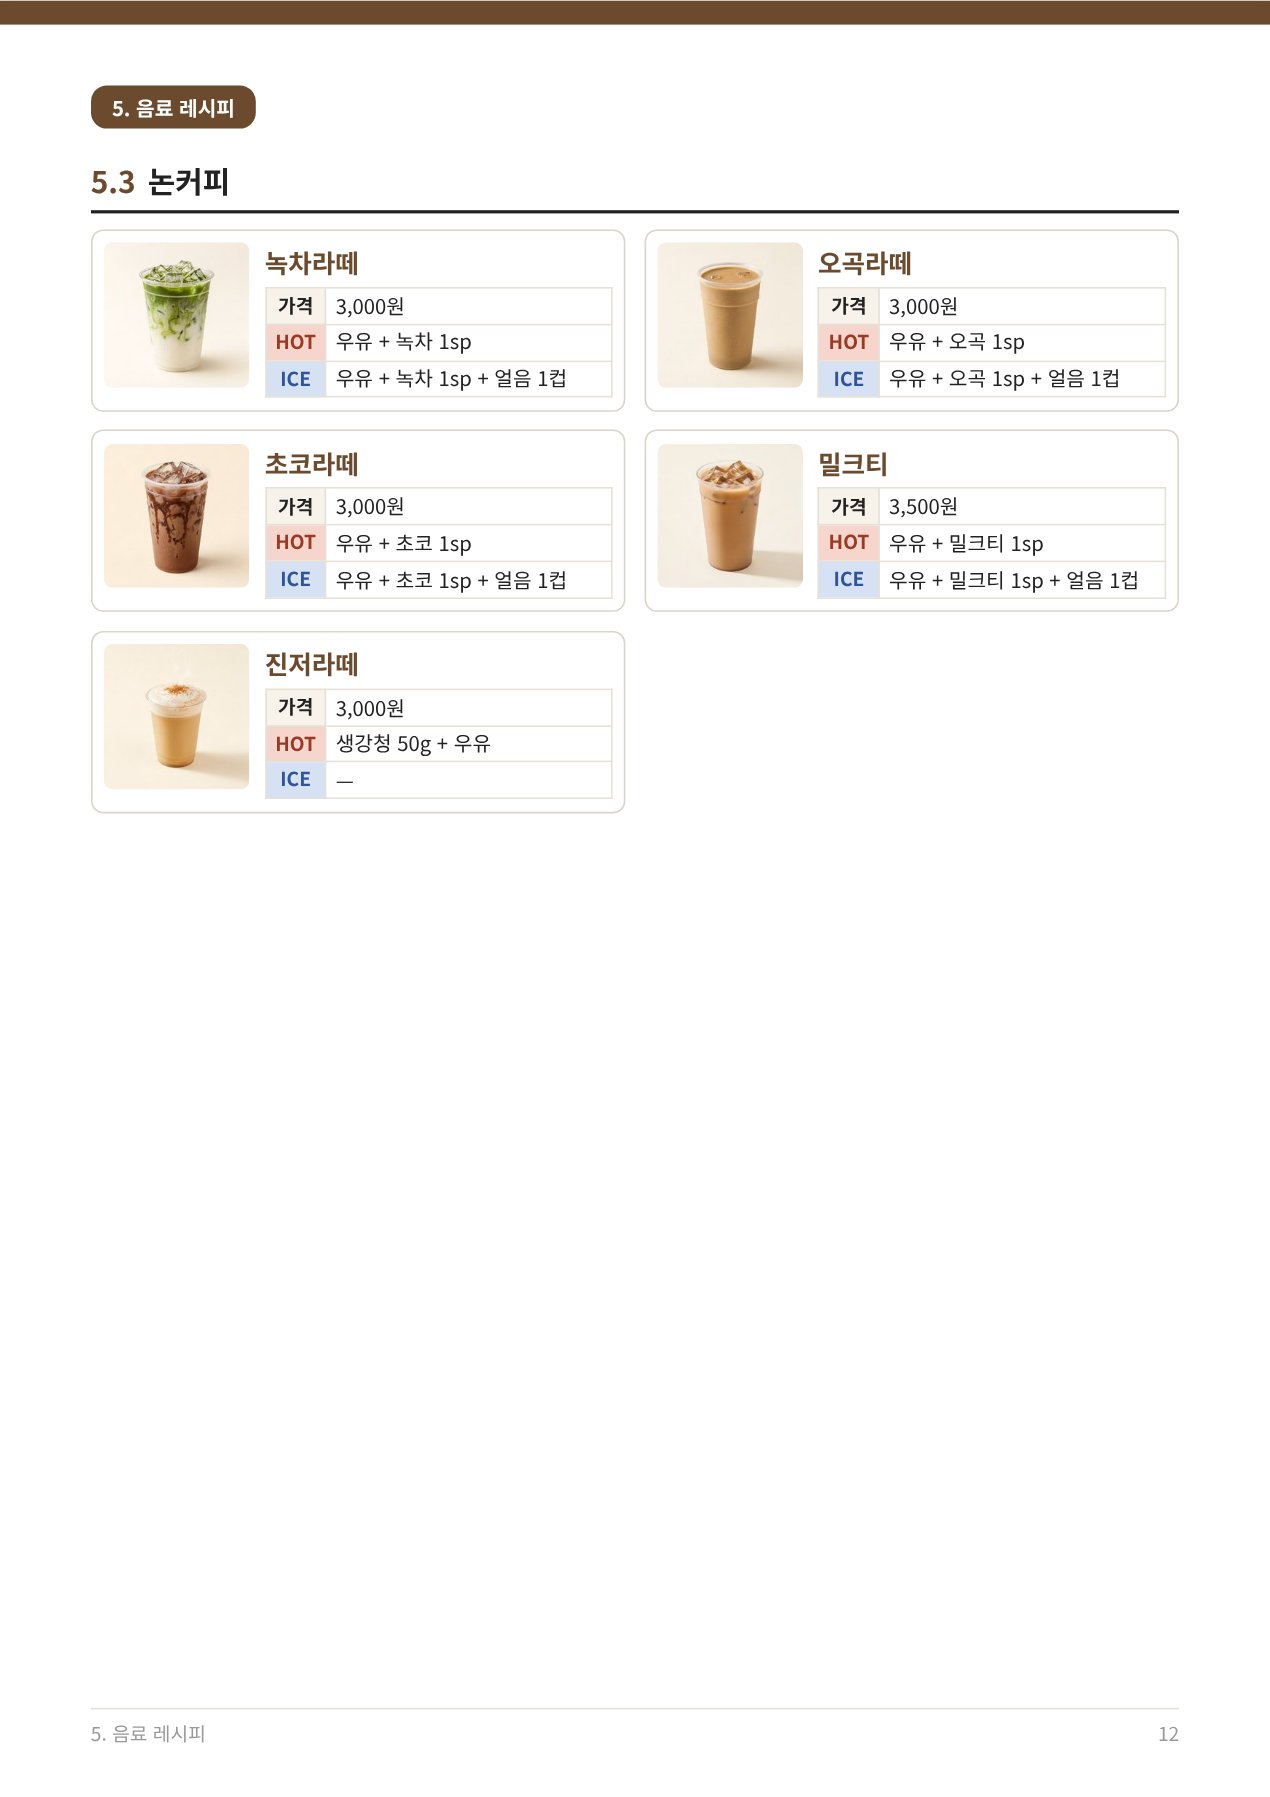 5. 음료 레시피
5.3 논커피
녹차라떼
가격 3,000원
HOT 우유 + 녹차 1sp
ICE 우유 + 녹차 1sp + 얼음 1컵
오곡라떼
가격 3,000원
HOT 우유 + 오곡 1sp
ICE 우유 + 오곡 1sp + 얼음 1컵
초코라떼
가격 3,000원
HOT 우유 + 초코 1sp
ICE 우유 + 초코 1sp + 얼음 1컵
밀크티
가격 3,500원
HOT 우유 + 밀크티 1sp
ICE 우유 + 밀크티 1sp + 얼음 1컵
진저라떼
가격 3,000원
HOT 생강청 50g + 우유
ICE —
5. 음료 레시피 12